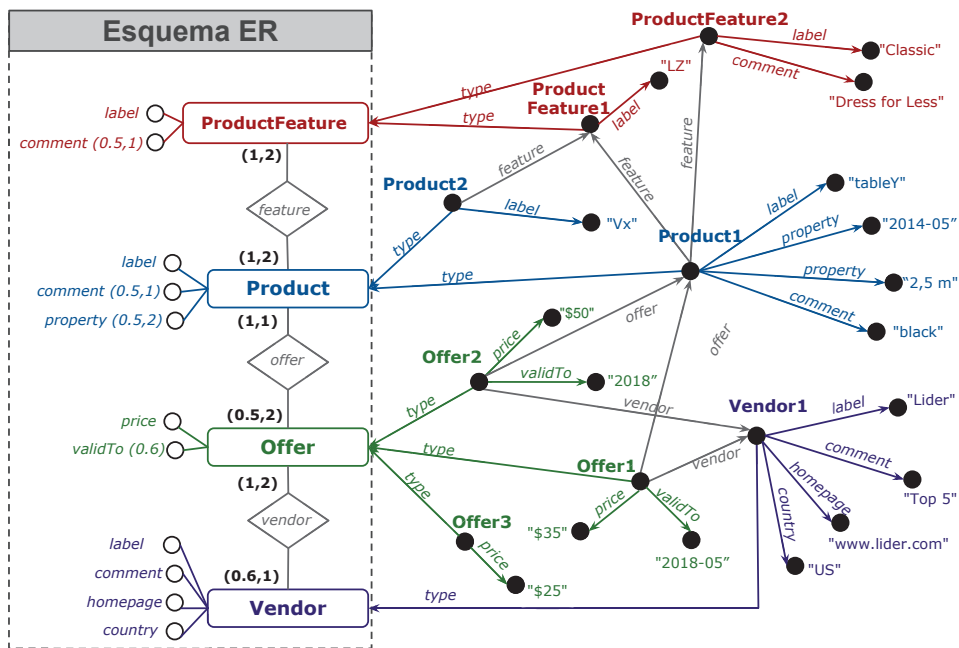 Esquema ER
ProductFeature2
label
"Classic"
comment
"Dress for Less"
"LZ"
type
Product
Feature1
label
type
label
comment (0.5,1)
ProductFeature
(1,2)
feature
feature
feature
feature
Product2
label
"Vx"
type
Product1
label
"tableY"
property
"2014-05”
property
“2,5 m"
comment
"black"
type
(1,2)
label
comment (0.5,1)
property (0.5,2)
Product
(1,1)
offer
offer
offer
"$50"
price
Offer2
validTo
"2018”
type
vendor
Vendor1
label
"Lider"
comment
"Top 5"
homepage
"www.lider.com"
country
"US"
(0.5,2)
price
validTo (0.6)
Offer
type
Offer1
vendor
price
"$35"
validTo
"2018-05”
(1,2)
vendor
type
Offer3
price
"$25"
(0.6,1)
label
comment
homepage
country
Vendor
type